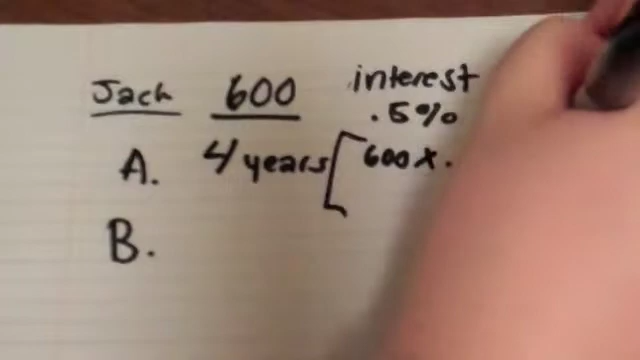 Jack 600 interest
.5%
A. 4 years [ 600 x .
B.